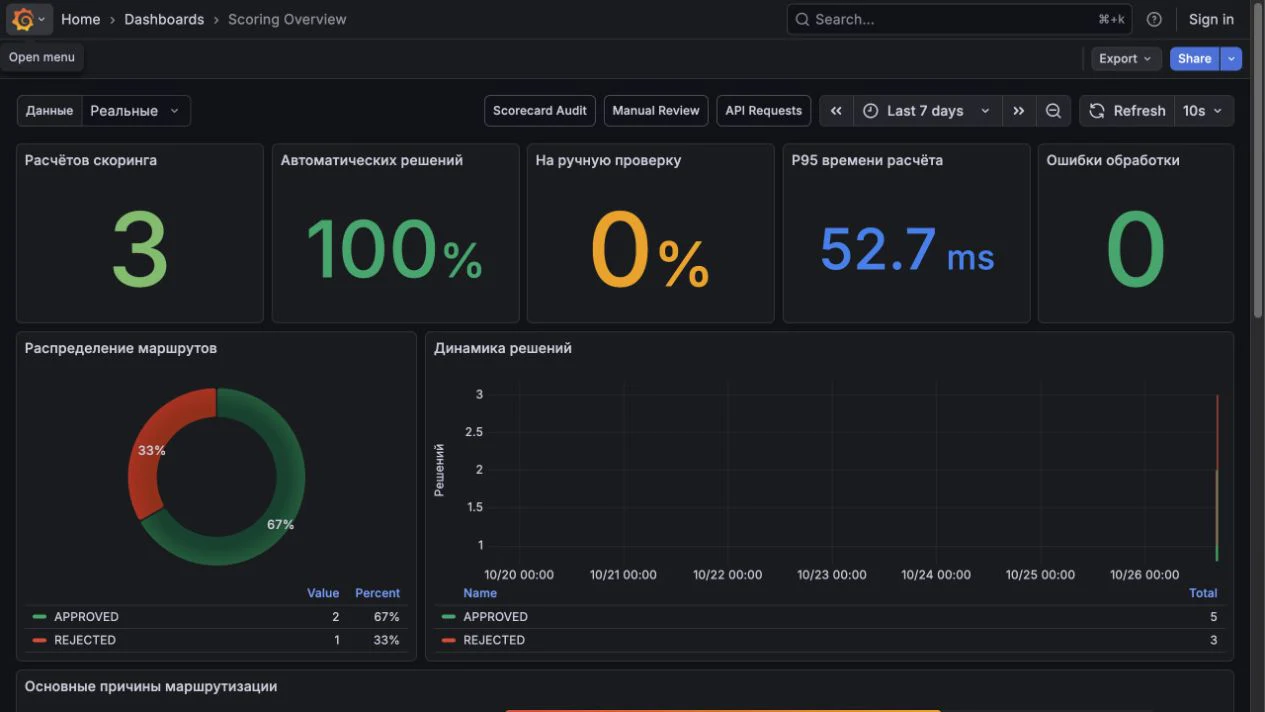 Home › Dashboards › Scoring Overview Search... ⌘+k Sign in
Open menu
Export Share
Данные Реальные Scorecard Audit Manual Review API Requests Last 7 days Refresh 10s
Расчётов скоринга Автоматических решений На ручную проверку P95 времени расчёта Ошибки обработки
3 100% 0% 52.7 ms 0
Распределение маршрутов
33%
67%
Value Percent
APPROVED 2 67%
REJECTED 1 33%
Динамика решений
Решений
3
2.5
2
1.5
1
10/20 00:00 10/21 00:00 10/22 00:00 10/23 00:00 10/24 00:00 10/25 00:00 10/26 00:00
Name Total
APPROVED 5
REJECTED 3
Основные причины маршрутизации